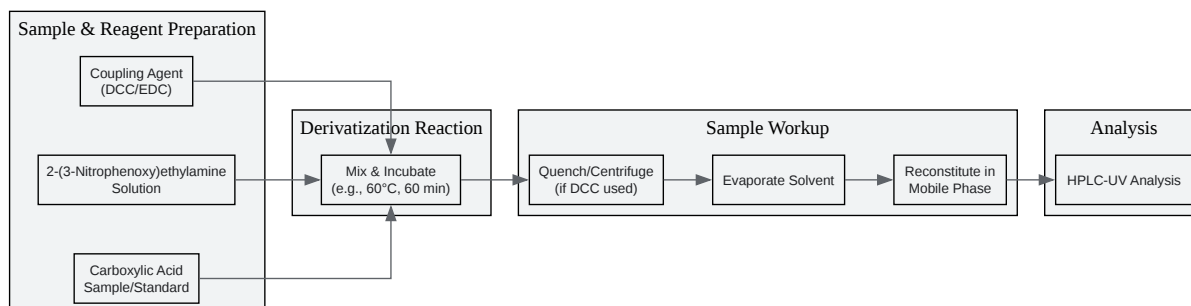 Sample & Reagent Preparation
Coupling Agent
(DCC/EDC)
2-(3-Nitrophenoxy)ethylamine
Solution
Carboxylic Acid
Sample/Standard
Derivatization Reaction
Mix & Incubate
(e.g., 60°C, 60 min)
Sample Workup
Quench/Centrifuge
(if DCC used)
Evaporate Solvent
Reconstitute in
Mobile Phase
Analysis
HPLC-UV Analysis